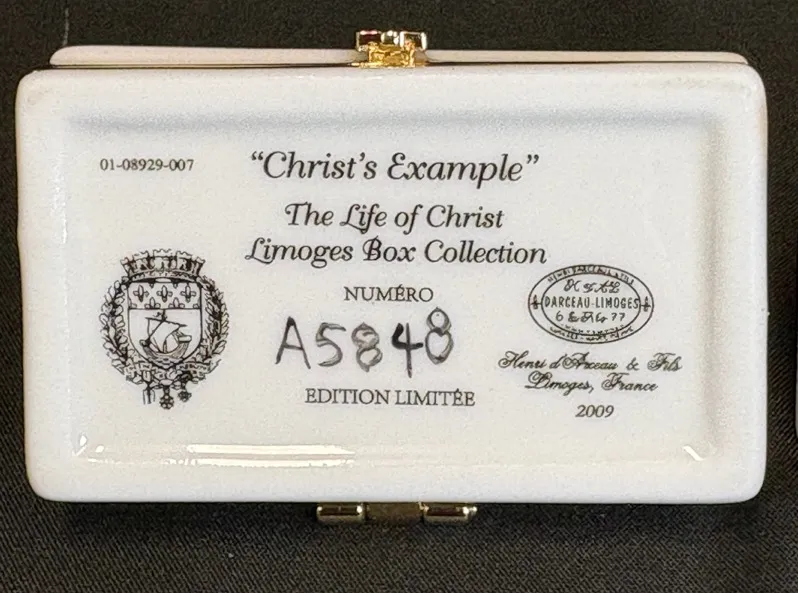 01-08929-007
“Christ’s Example”
The Life of Christ
Limoges Box Collection
NUMÉRO
A5848
EDITION LIMITÉE
DARCEAU-LIMOGES
Henri d'Arceau & Fils
Limoges, France
2009